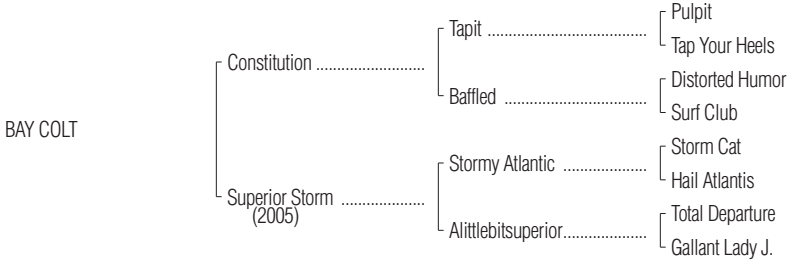 Pulpit
Tapit ......................................
Tap Your Heels
Constitution ..........................
Distorted Humor
Baffled ..................................
Surf Club
BAY COLT
Storm Cat
Stormy Atlantic ....................
Hail Atlantis
Superior Storm ....................
(2005)
Total Departure
Alittlebitsuperior....................
Gallant Lady J.